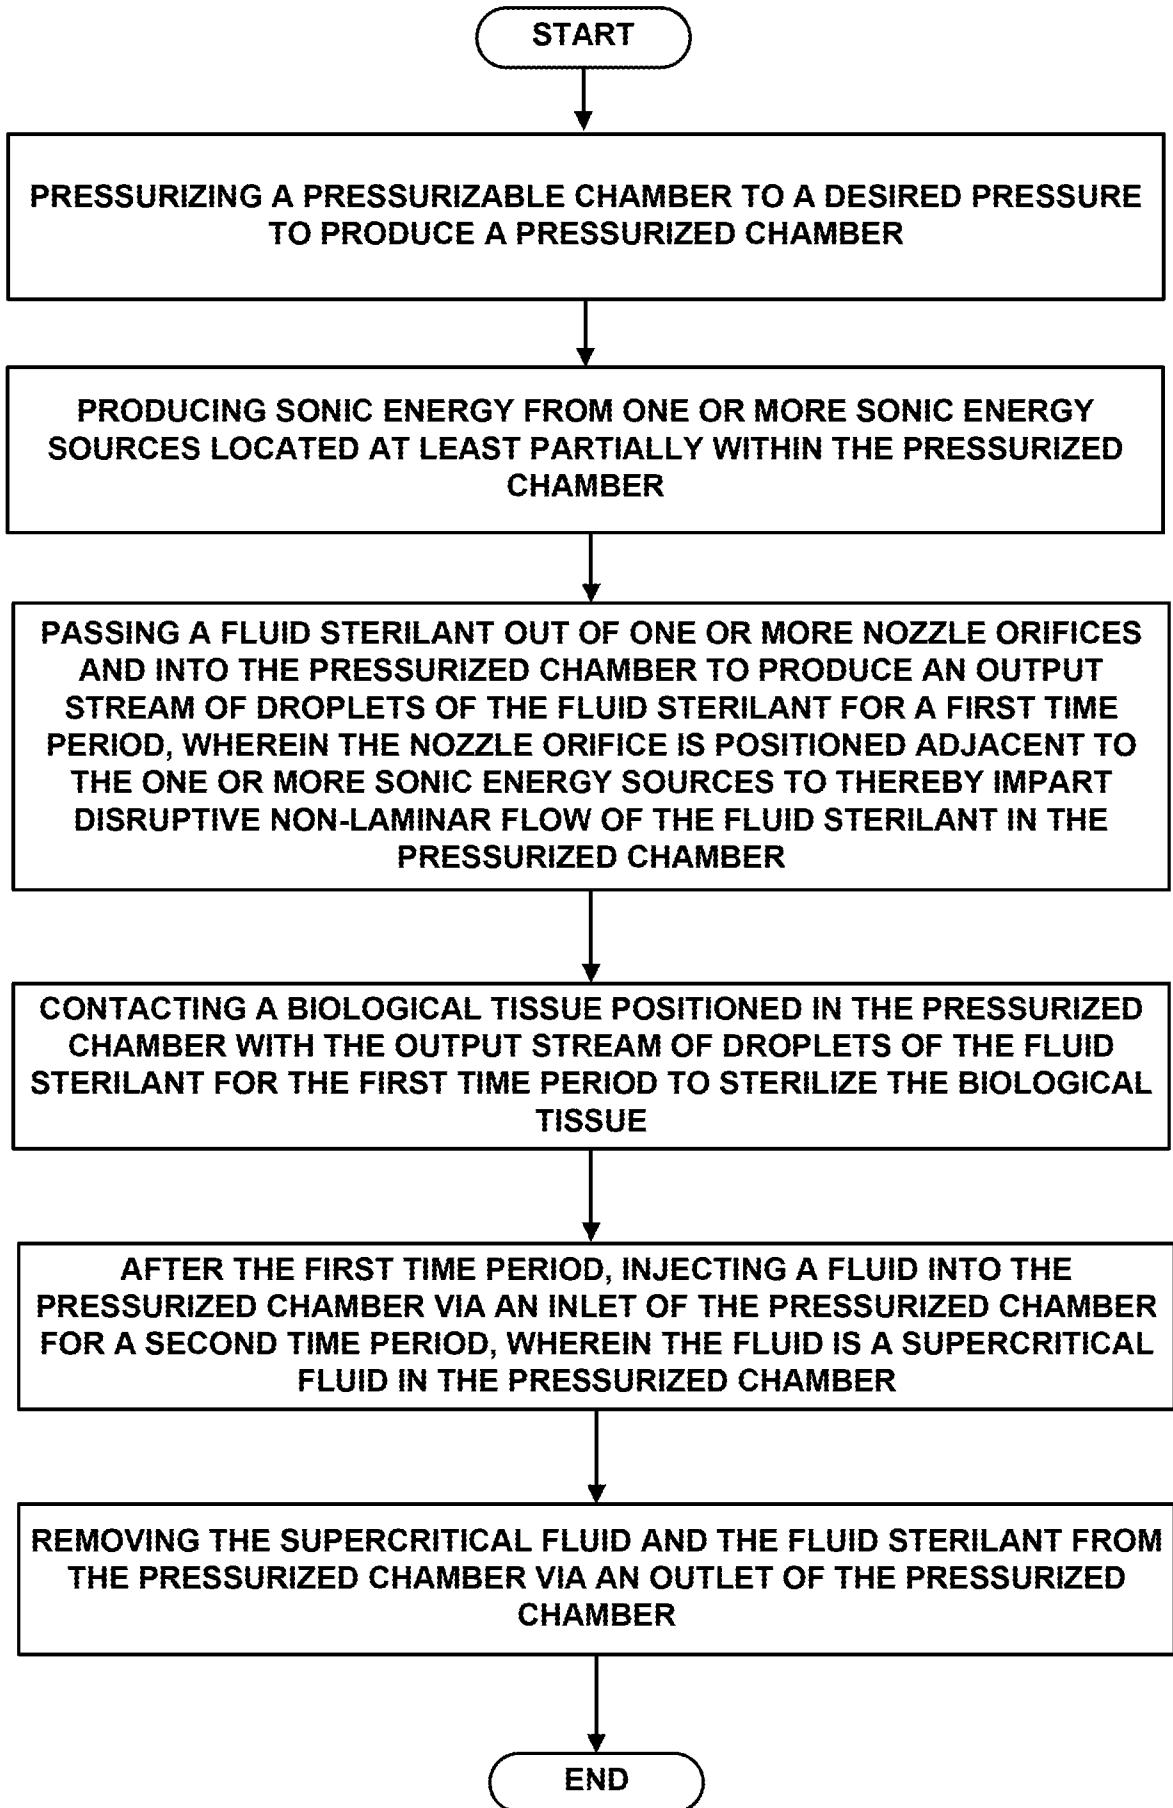 START
PRESSURIZING A PRESSURIZABLE CHAMBER TO A DESIRED PRESSURE
TO PRODUCE A PRESSURIZED CHAMBER
PRODUCING SONIC ENERGY FROM ONE OR MORE SONIC ENERGY
SOURCES LOCATED AT LEAST PARTIALLY WITHIN THE PRESSURIZED
CHAMBER
PASSING A FLUID STERILANT OUT OF ONE OR MORE NOZZLE ORIFICES
AND INTO THE PRESSURIZED CHAMBER TO PRODUCE AN OUTPUT
STREAM OF DROPLETS OF THE FLUID STERILANT FOR A FIRST TIME
PERIOD, WHEREIN THE NOZZLE ORIFICE IS POSITIONED ADJACENT TO
THE ONE OR MORE SONIC ENERGY SOURCES TO THEREBY IMPART
DISRUPTIVE NON-LAMINAR FLOW OF THE FLUID STERILANT IN THE
PRESSURIZED CHAMBER
CONTACTING A BIOLOGICAL TISSUE POSITIONED IN THE PRESSURIZED
CHAMBER WITH THE OUTPUT STREAM OF DROPLETS OF THE FLUID
STERILANT FOR THE FIRST TIME PERIOD TO STERILIZE THE BIOLOGICAL
TISSUE
AFTER THE FIRST TIME PERIOD, INJECTING A FLUID INTO THE
PRESSURIZED CHAMBER VIA AN INLET OF THE PRESSURIZED CHAMBER
FOR A SECOND TIME PERIOD, WHEREIN THE FLUID IS A SUPERCRITICAL
FLUID IN THE PRESSURIZED CHAMBER
REMOVING THE SUPERCRITICAL FLUID AND THE FLUID STERILANT FROM
THE PRESSURIZED CHAMBER VIA AN OUTLET OF THE PRESSURIZED
CHAMBER
END